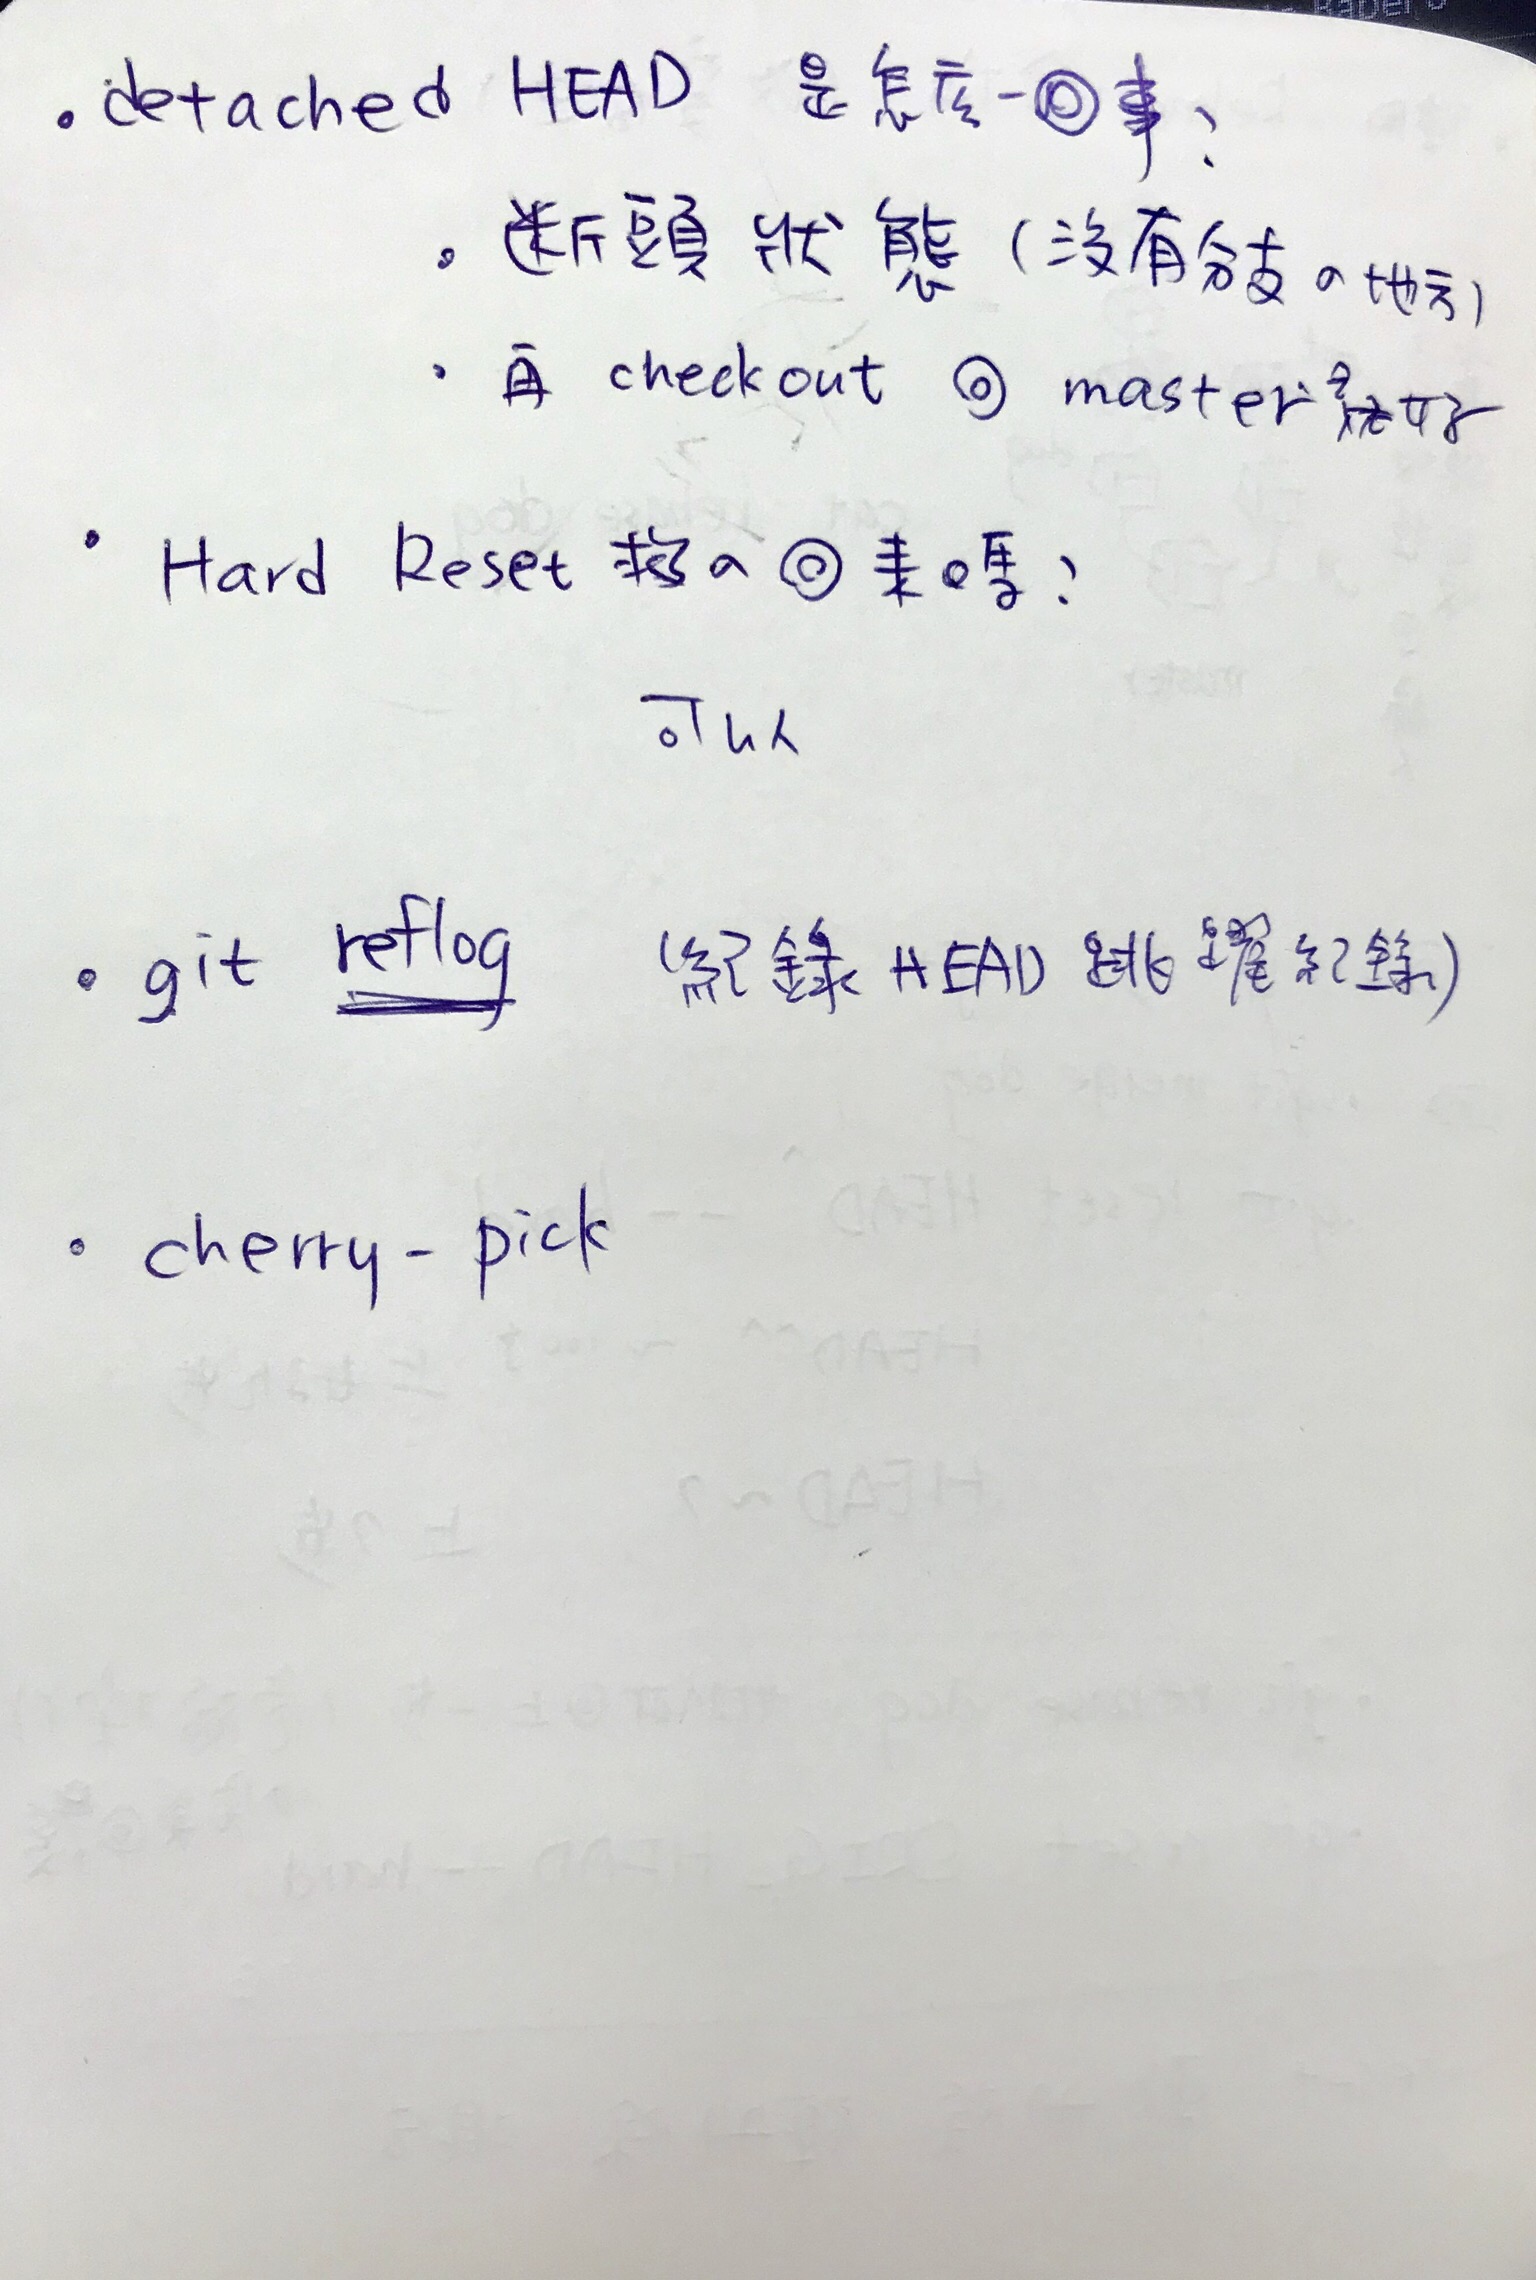 • detached HEAD 是怎麼一回事?
• 断頭狀態(沒有分支の地方)
• 再 checkout 回 master 就好
• Hard Reset 救の回來嗎?
可以
• git reflog (紀錄 HEAD 跳躍紀錄)
• cherry-pick